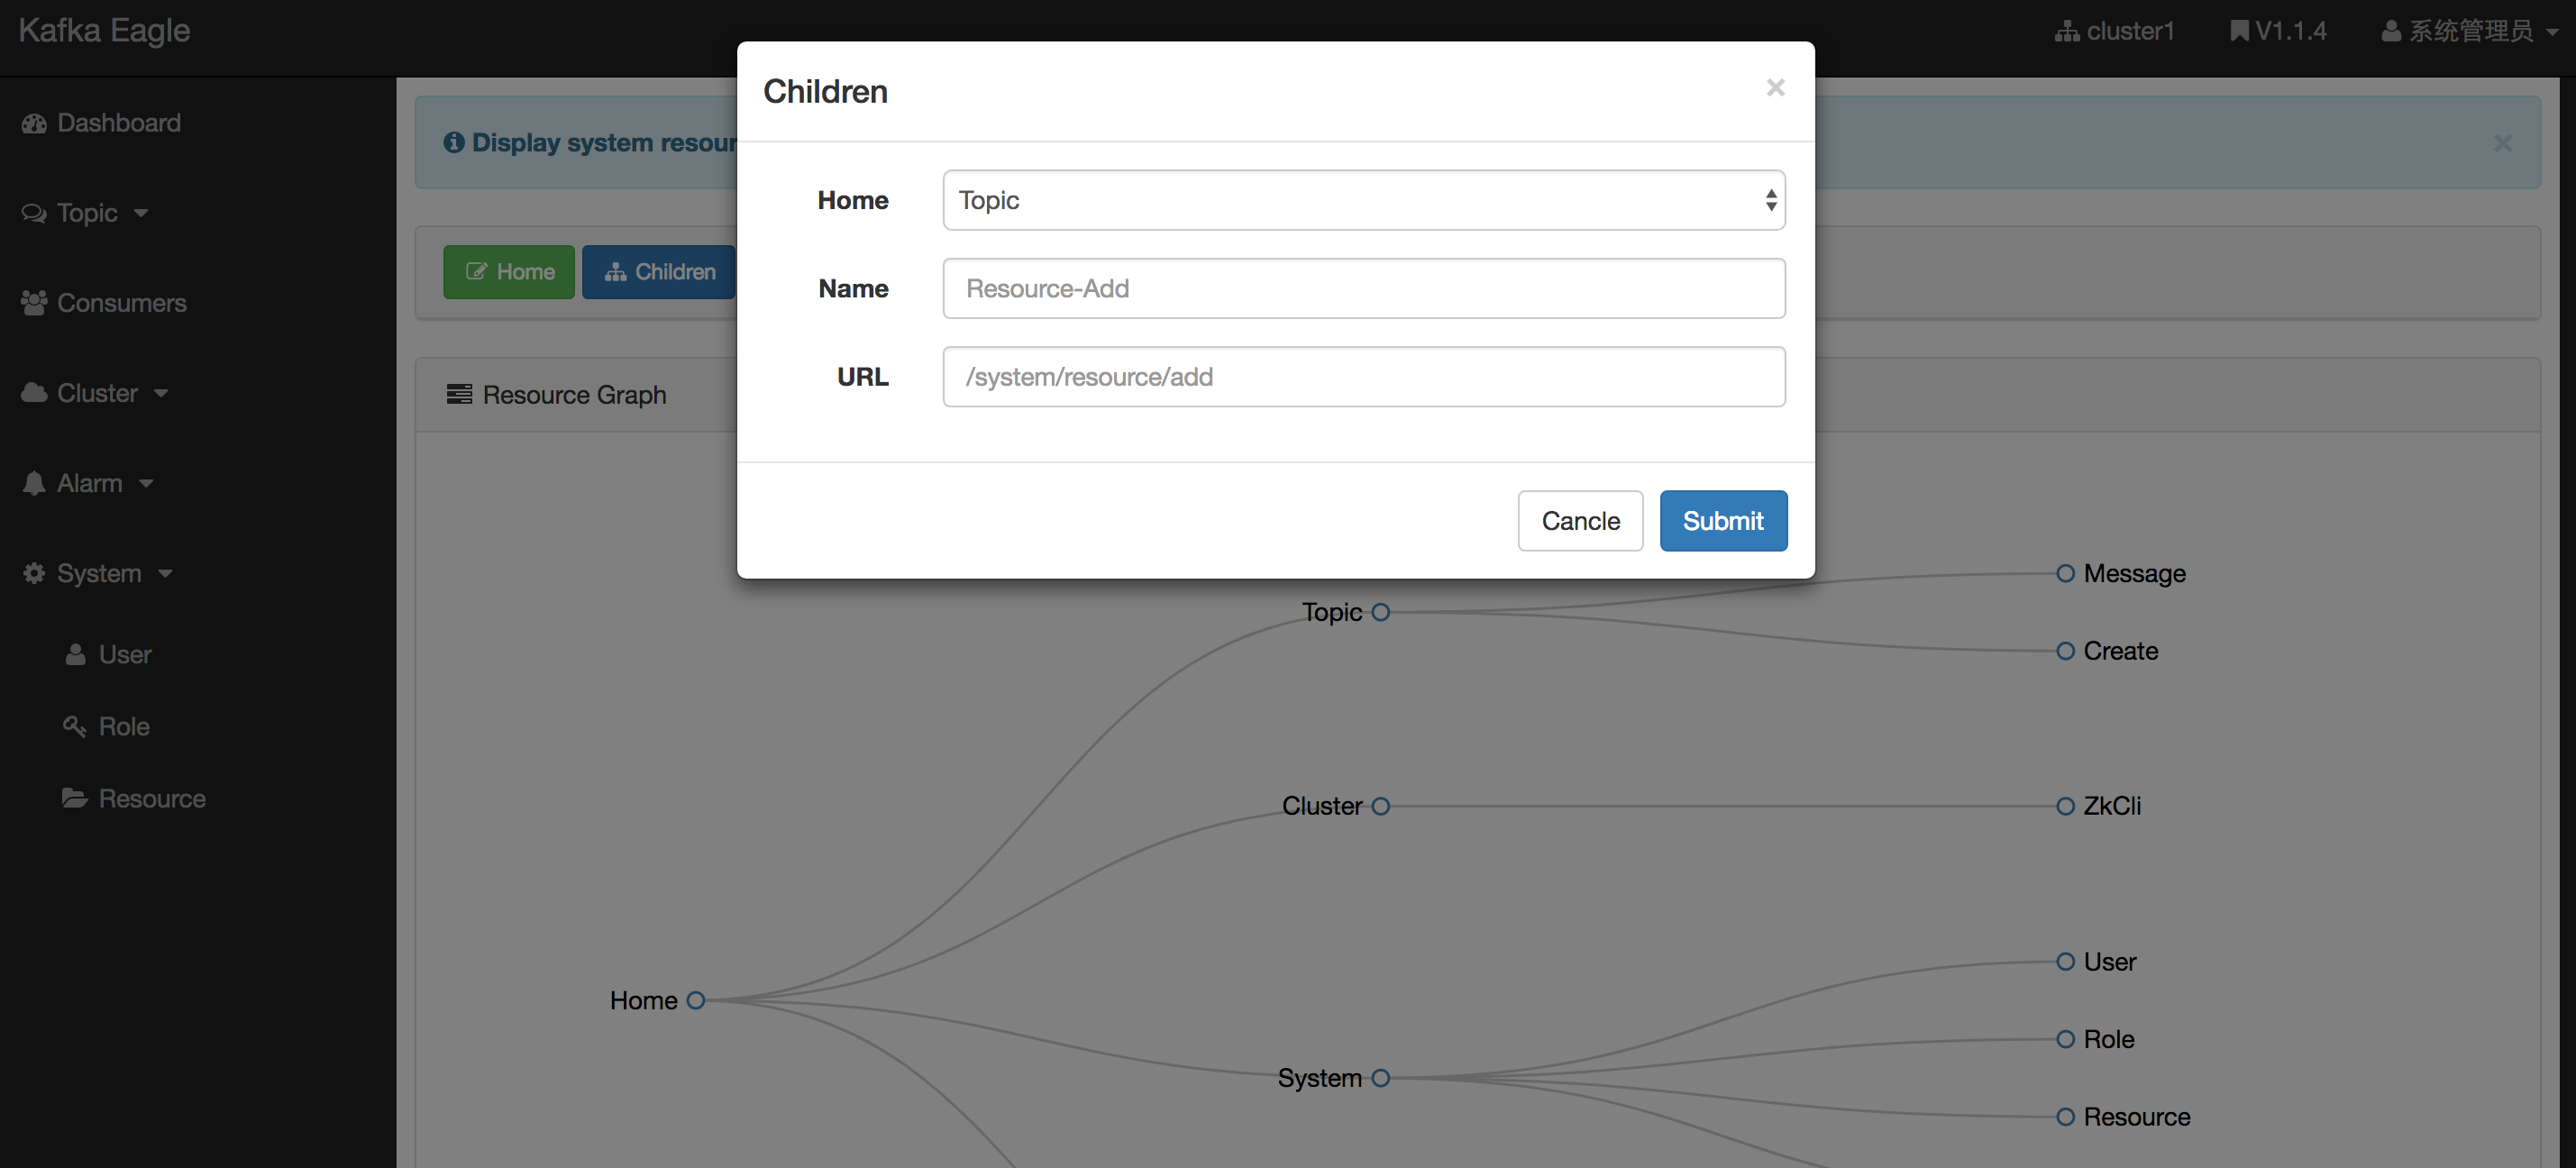 Kafka Eagle
cluster1
V1.1.4
系统管理员
Dashboard
Topic
Consumers
Cluster
Alarm
System
User
Role
Resource
Display system resour
Home
Children
Resource Graph
Children
×
Home
Topic
Name
Resource-Add
URL
/system/resource/add
Cancle
Submit
×
Home
Topic
Message
Create
Cluster
ZkCli
System
User
Role
Resource